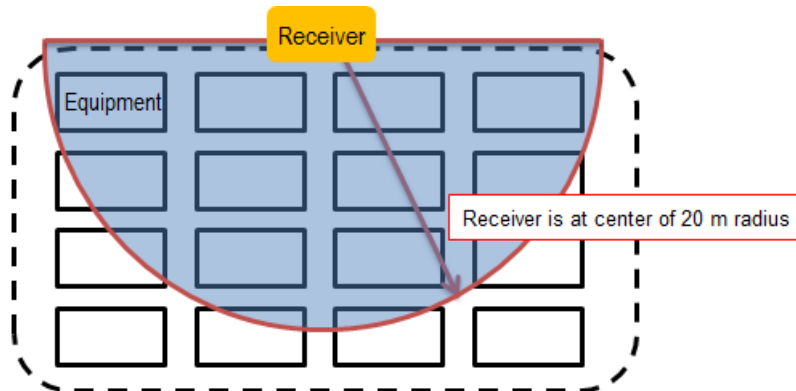 Receiver
Equipment
Receiver is at center of 20 m radius